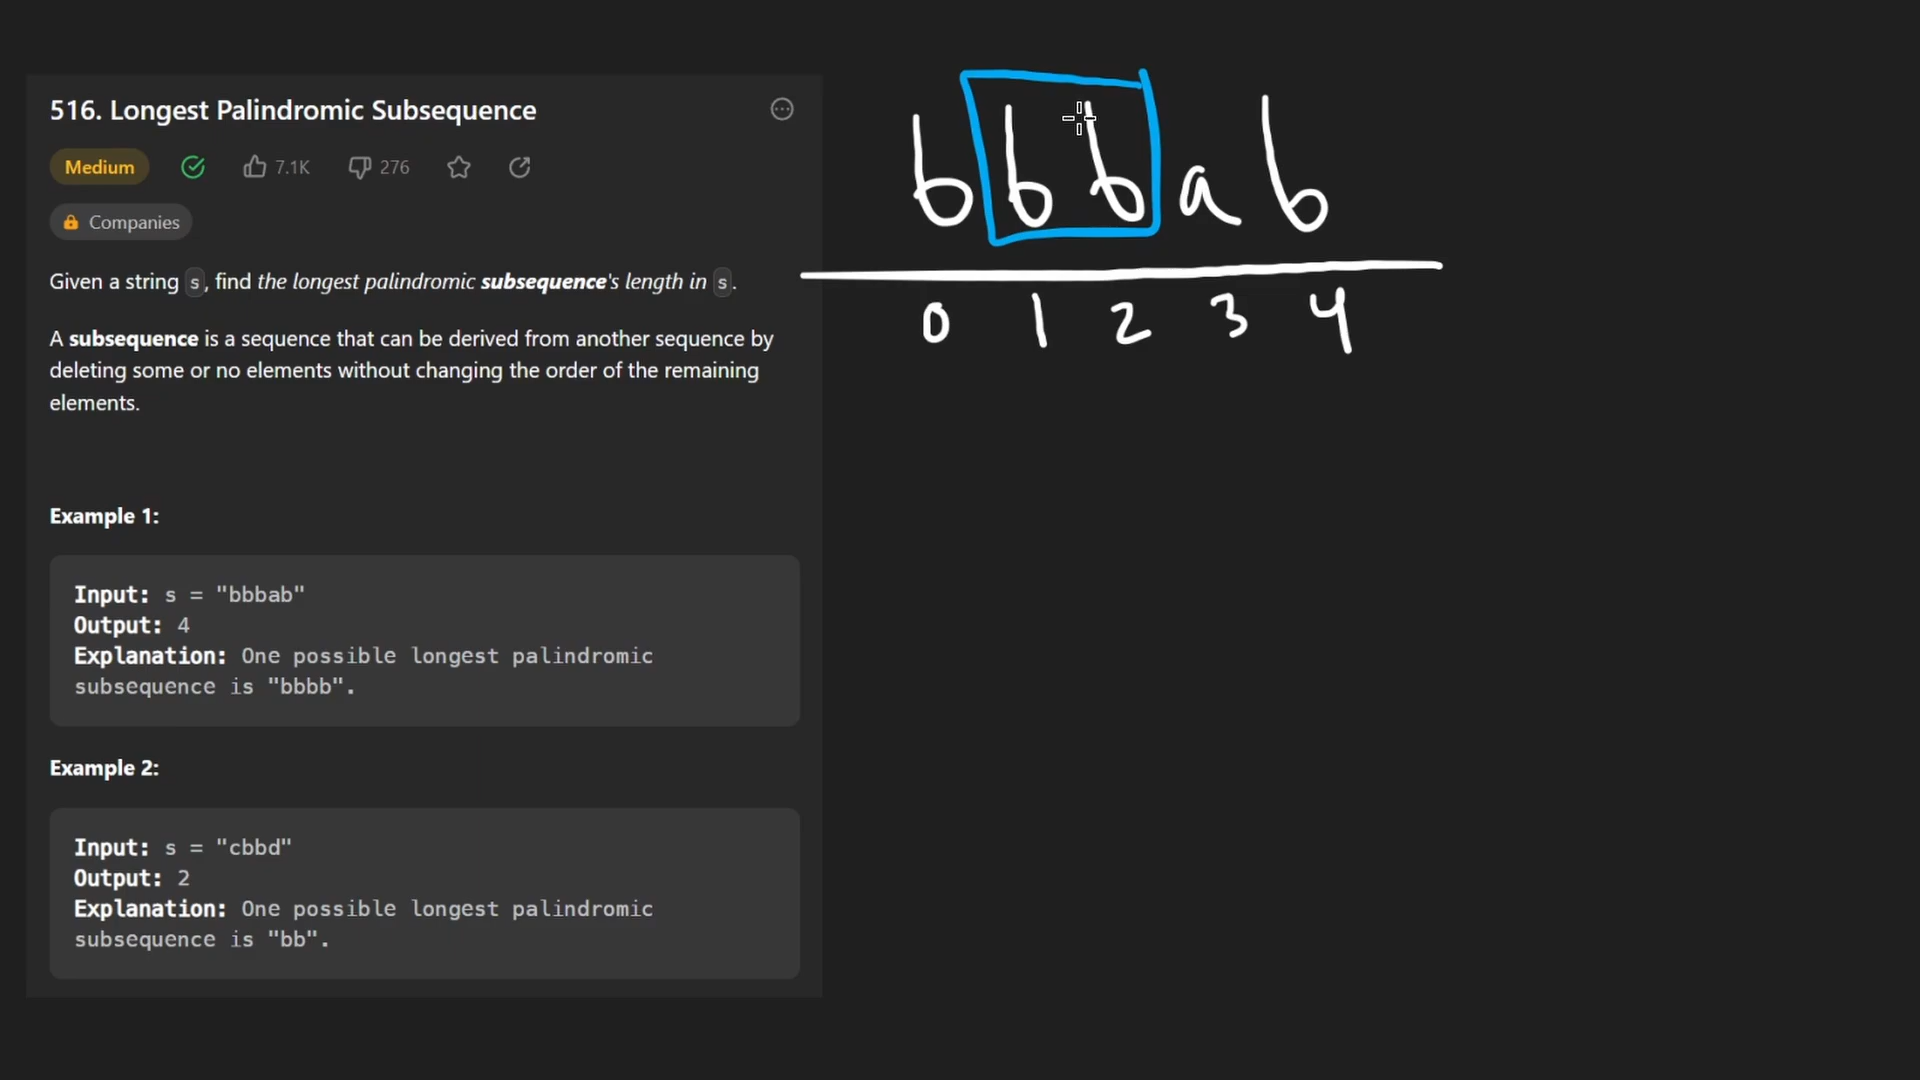 516. Longest Palindromic Subsequence
Medium 7.1K 276
Companies
Given a string s, find the longest palindromic subsequence's length in s.
A subsequence is a sequence that can be derived from another sequence by
deleting some or no elements without changing the order of the remaining
elements.
Example 1:
Input: s = "bbbab"
Output: 4
Explanation: One possible longest palindromic
subsequence is "bbbb".
Example 2:
Input: s = "cbbd"
Output: 2
Explanation: One possible longest palindromic
subsequence is "bb".
b b b a b
0 1 2 3 4